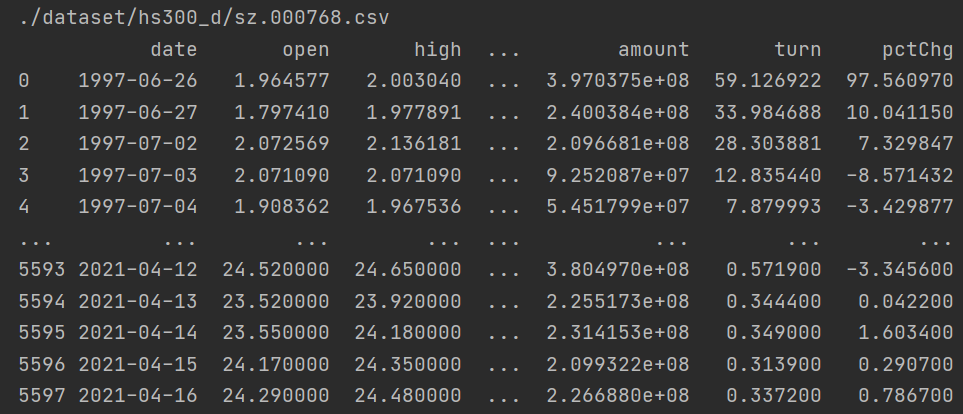 ./dataset/hs300_d/sz.000768.csv
date open high ... amount turn pctChg
0 1997-06-26 1.964577 2.003040 ... 3.970375e+08 59.126922 97.560970
1 1997-06-27 1.797410 1.977891 ... 2.400384e+08 33.984688 10.041150
2 1997-07-02 2.072569 2.136181 ... 2.096681e+08 28.303881 7.329847
3 1997-07-03 2.071090 2.071090 ... 9.252087e+07 12.835440 -8.571432
4 1997-07-04 1.908362 1.967536 ... 5.451799e+07 7.879993 -3.429877
... ... ... ... ... ... ... ...
5593 2021-04-12 24.520000 24.650000 ... 3.804970e+08 0.571900 -3.345600
5594 2021-04-13 23.520000 23.920000 ... 2.255173e+08 0.344400 0.042200
5595 2021-04-14 23.550000 24.180000 ... 2.314153e+08 0.349000 1.603400
5596 2021-04-15 24.170000 24.350000 ... 2.099322e+08 0.313900 0.290700
5597 2021-04-16 24.290000 24.480000 ... 2.266880e+08 0.337200 0.786700